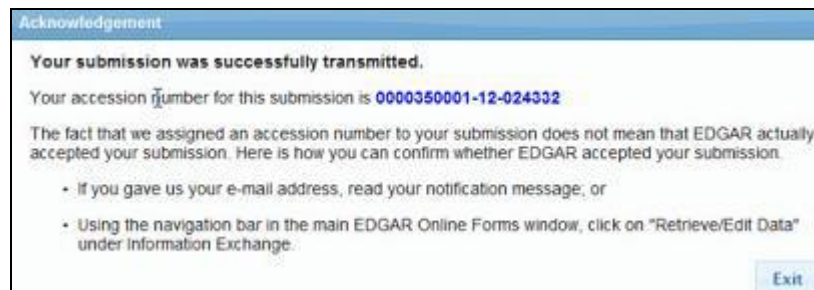 Acknowledgement
Your submission was successfully transmitted.
Your accession number for this submission is 0000350001-12-024332
The fact that we assigned an accession number to your submission does not mean that EDGAR actually
accepted your submission. Here is how you can confirm whether EDGAR accepted your submission.
• If you gave us your e-mail address, read your notification message; or
• Using the navigation bar in the main EDGAR Online Forms window, click on "Retrieve/Edit Data"
under Information Exchange.
Exit